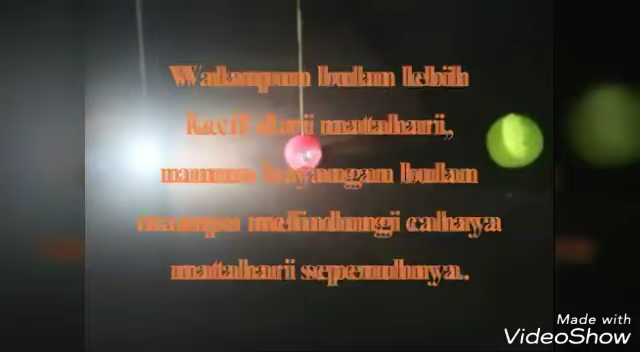 Walaupun bulan lebih
kecil dari matahari,
namun bayangan bulan
mampu melindungi cahaya
matahari sepenuhnya.
Made with
VideoShow